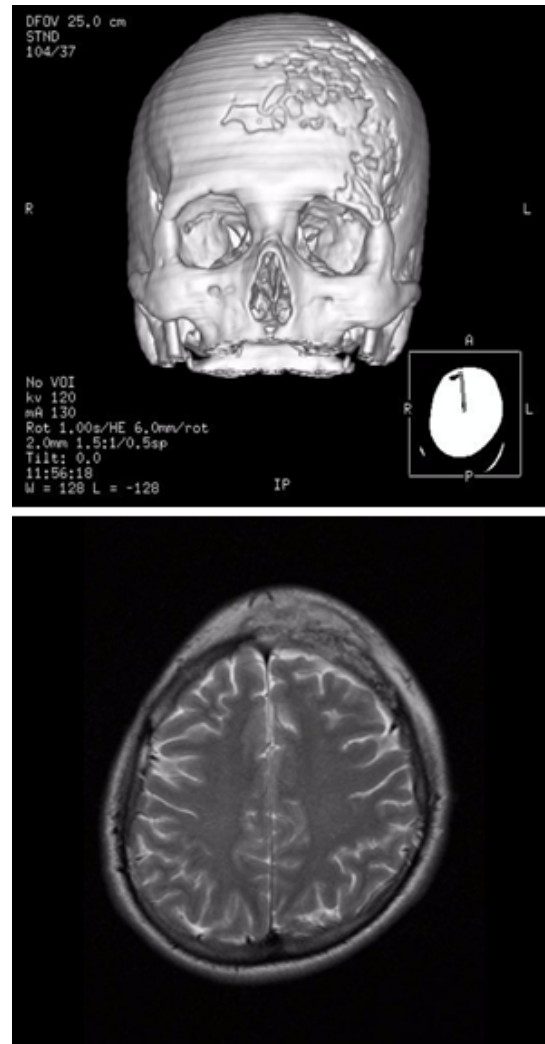 DFOV 25.0 cm
STND
104/37
R
L
A
R
L
P
No VOI
kv 120
mA 130
Rot 1.00s/HE 6.0mm/rot
2.0mm 1.5:1/0.5sp
Tilt: 0.0
11:56:18
W = 128 L = -128
IP